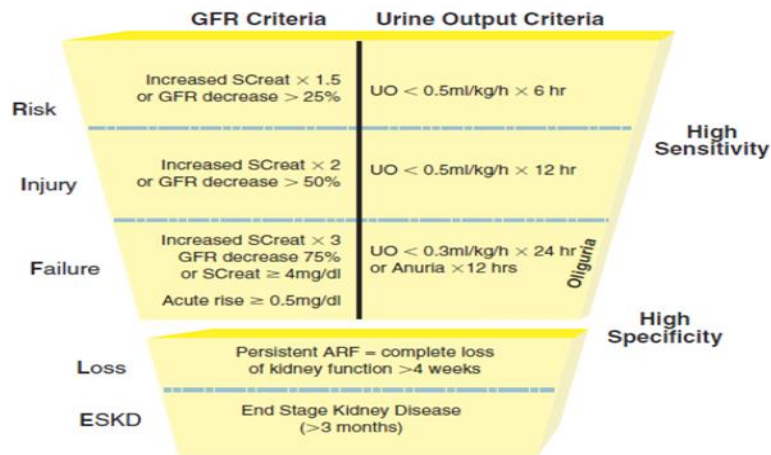 GFR Criteria
Urine Output Criteria
Risk
Increased SCreat × 1.5
or GFR decrease > 25%
UO < 0.5ml/kg/h × 6 hr
High
Sensitivity
Injury
Increased SCreat × 2
or GFR decrease > 50%
UO < 0.5ml/kg/h × 12 hr
Failure
Increased SCreat × 3
GFR decrease 75%
or SCreat ≥ 4mg/dl
Acute rise ≥ 0.5mg/dl
UO < 0.3ml/kg/h × 24 hr
or Anuria ×12 hrs
Oliguria
High
Specificity
Loss
Persistent ARF = complete loss
of kidney function >4 weeks
ESKD
End Stage Kidney Disease
(>3 months)